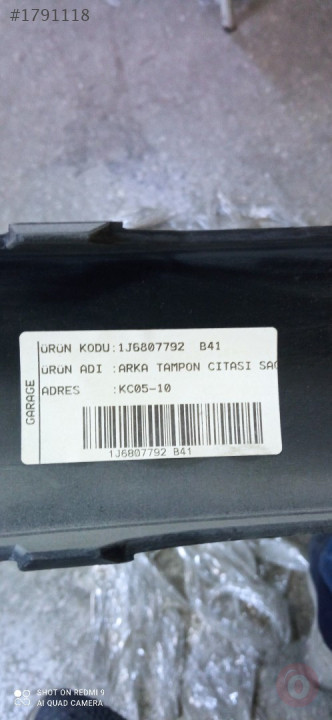 #1791118
GARAGE
ÜRÜN KODU:1J6807792 B41
ÜRÜN ADI :ARKA TAMPON ÇITASI SAĞ
ADRES :KC05-10
1J6807792 B41
SHOT ON REDMI 9
AI QUAD CAMERA